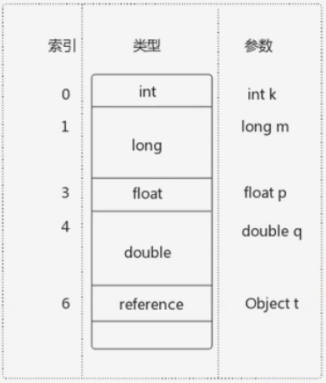 索引 类型 参数
0 int int k
1 long long m
3 float float p
4 double double q
6 reference Object t